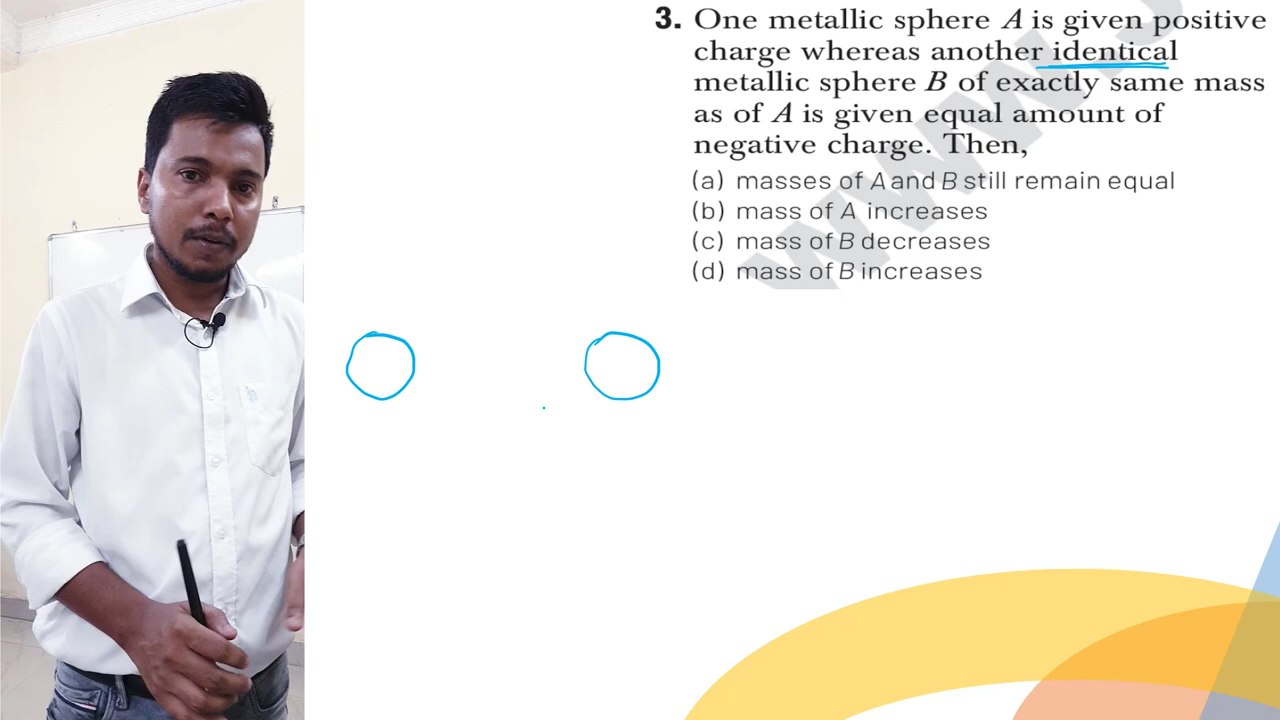 3. One metallic sphere A is given positive
charge whereas another identical
metallic sphere B of exactly same mass
as of A is given equal amount of
negative charge. Then,
(a) masses of A and B still remain equal
(b) mass of A increases
(c) mass of B decreases
(d) mass of B increases
www.